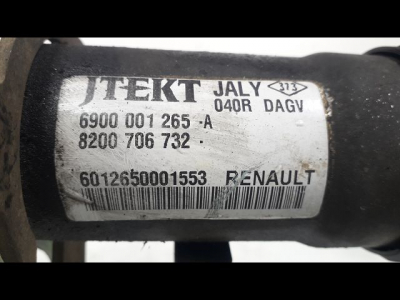 JTEKT JALY 373
040R DAGV
6900 001 265 -A
8200 706 732 -
6012650001553 RENAULT